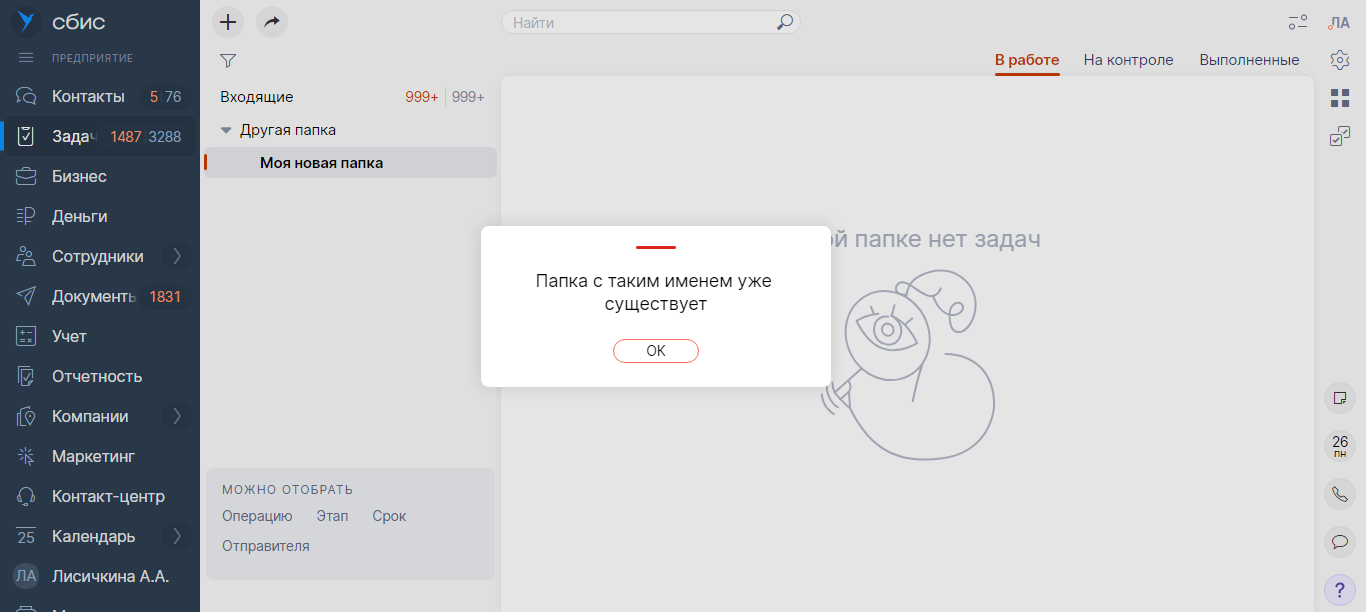 сбис
Найти
ЛА
ПРЕДПРИЯТИЕ
В работе На контроле Выполненные
Контакты 5 76
Входящие 999+ 999+
Задач 1487 3288
Другая папка
Моя новая папка
Бизнес
Деньги
Сотрудники
Документы 1831
Учет
Отчетность
Компании
Маркетинг
Контакт-центр
25 Календарь
ЛА Лисичкина А.А.
ой папке нет задач
Папка с таким именем уже
существует
ОК
МОЖНО ОТОБРАТЬ
Операцию Этап Срок
Отправителя
26
ПН
?